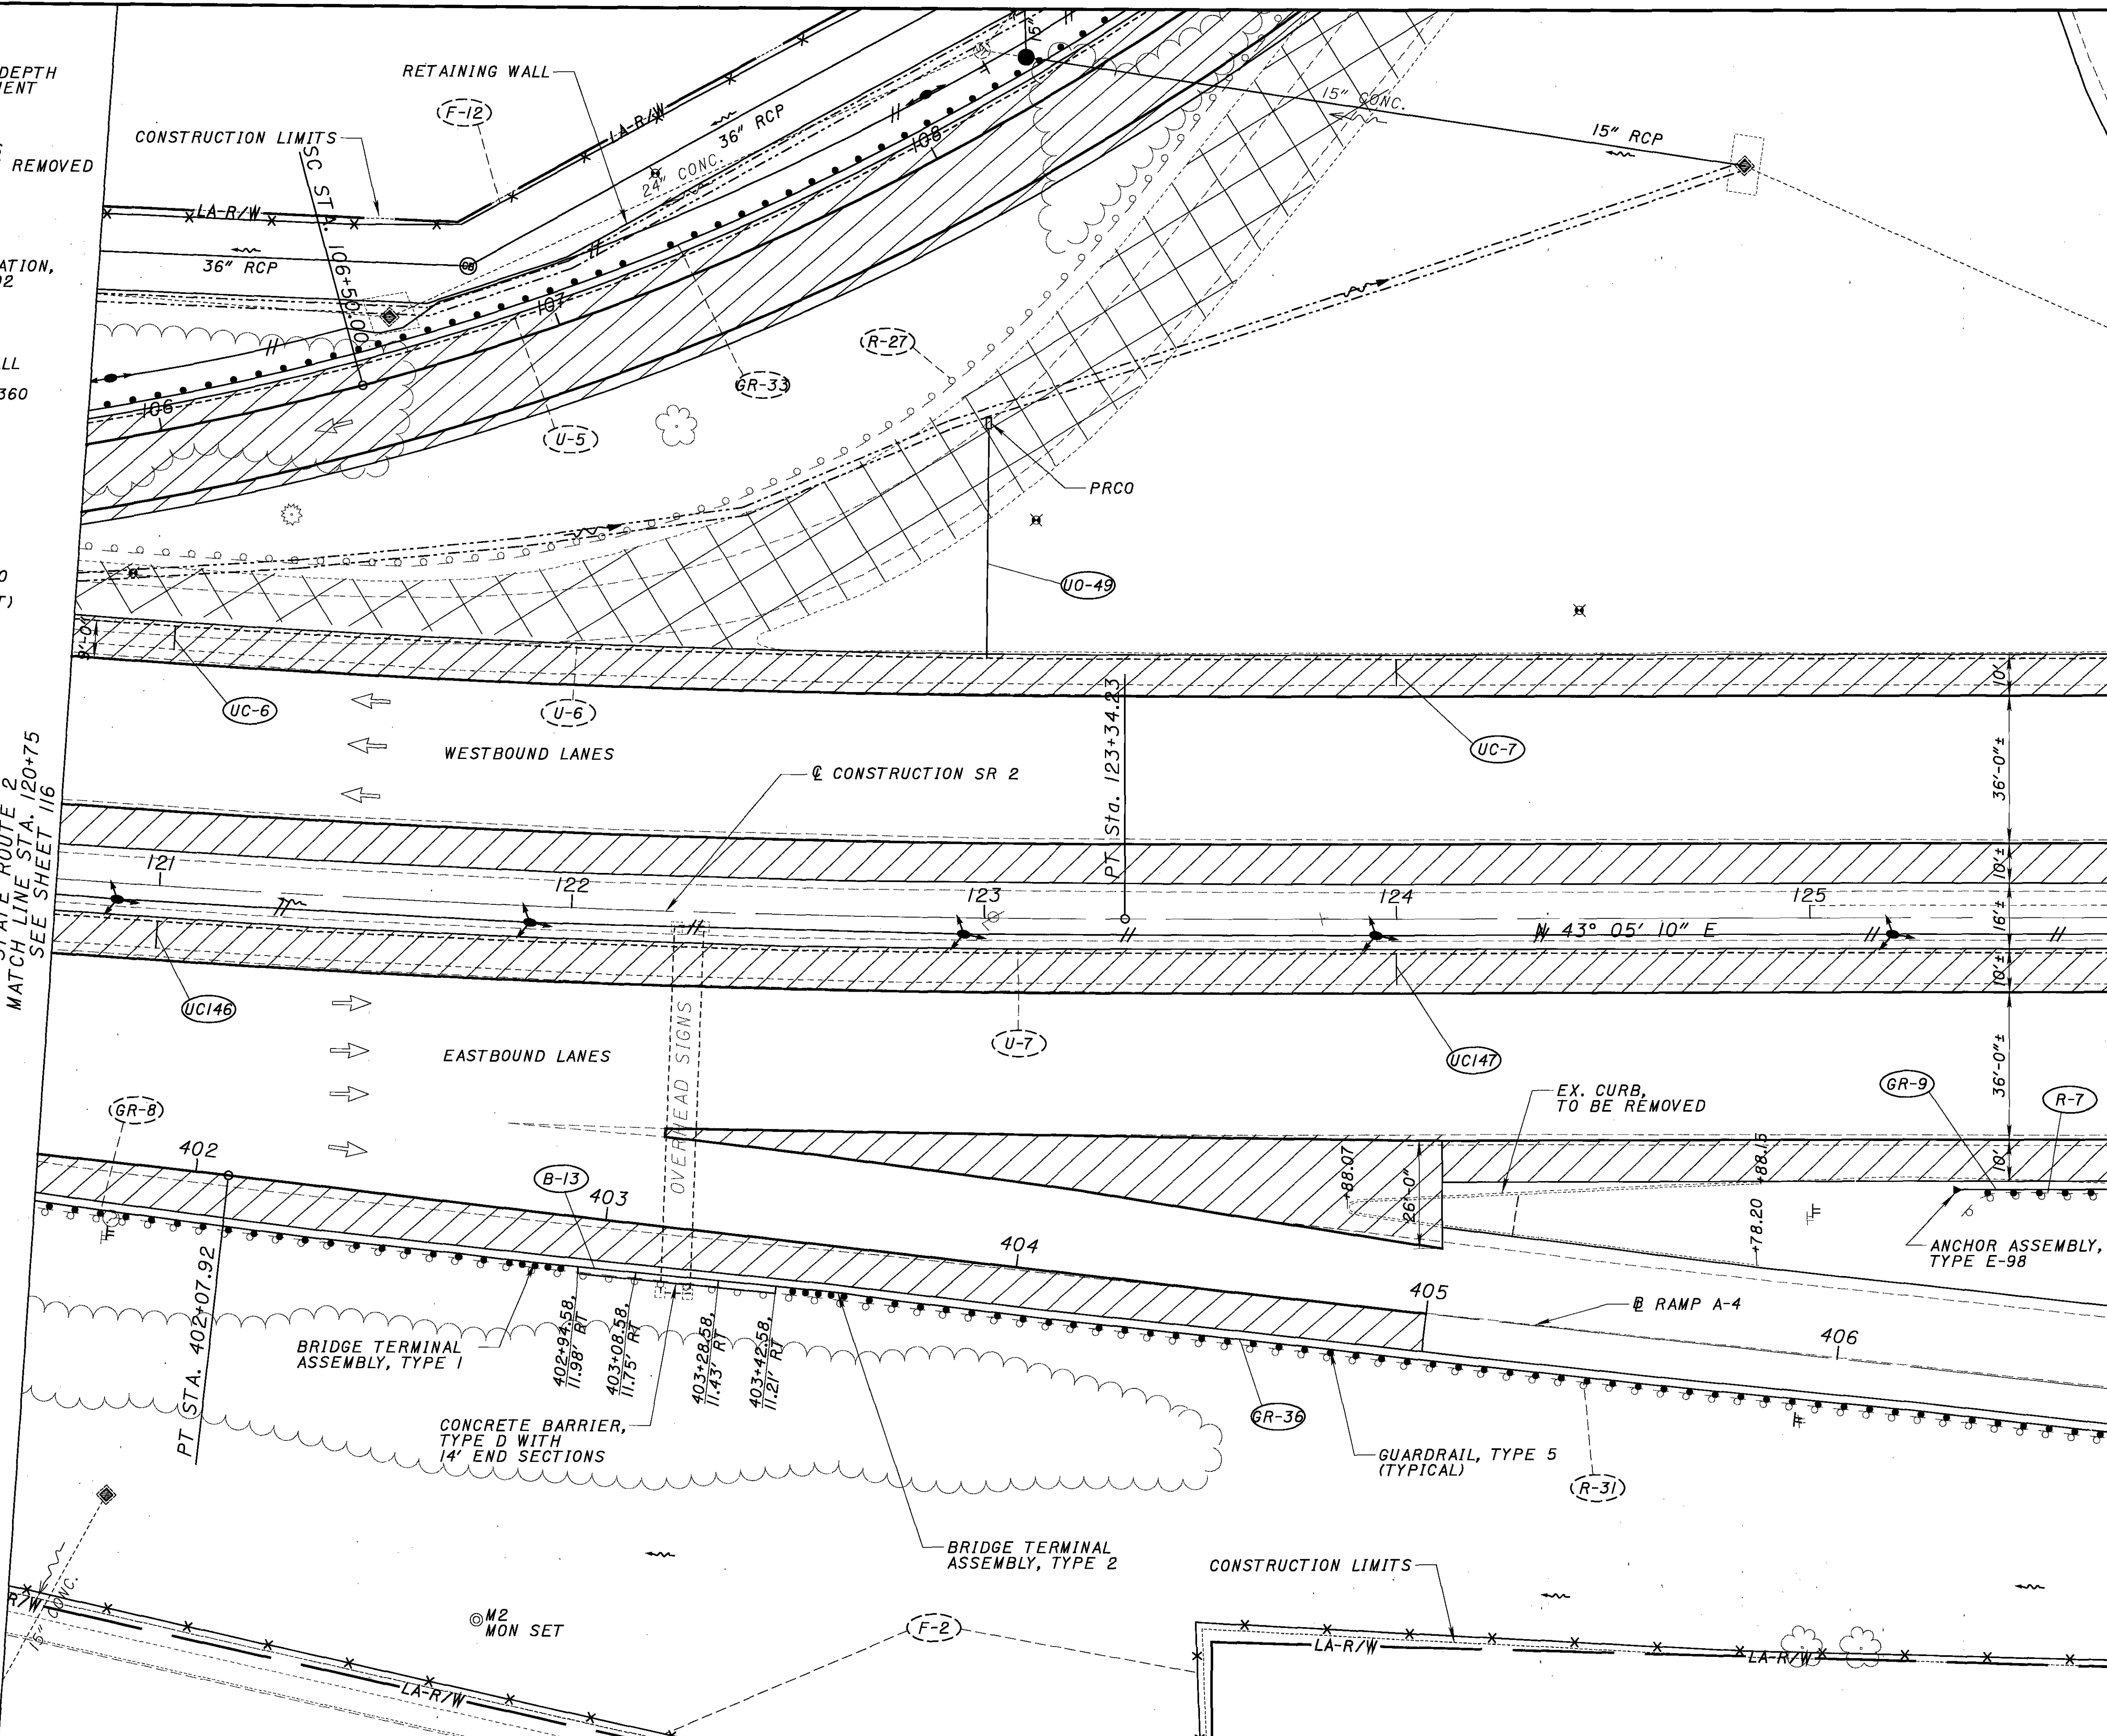 DEPTH
REMOVED
RETAINING WALL
F-12
CONSTRUCTION LIMITS
LA-R/W
LA-R/W
SC STA. 106+50.00
36" RCP
24" CONC.
36" RCP
15"
15" CONC.
15" RCP
CB
106
107
108
R-27
GR-33
U-5
PRCO
UO-49
360
9'-0"
UC-6
U-6
WESTBOUND LANES
℄ CONSTRUCTION SR 2
PT Sta. 123+34.23
UC-7
10'
36'-0"±
10'±
16'±
10'±
36'-0"±
10'
STATE ROUTE 2
MATCH LINE STA. 120+75
SEE SHEET 116
121
122
123
124
125
N 43° 05' 10" E
UC146
U-7
UC147
EASTBOUND LANES
OVERHEAD SIGNS
EX. CURB,
TO BE REMOVED
GR-9
R-7
GR-8
402
B-13
403
404
405
406
+88.07
26'-0"
+88.15
+78.20
ANCHOR ASSEMBLY,
TYPE E-98
PT STA. 402+07.92
BRIDGE TERMINAL
ASSEMBLY, TYPE 1
402+94.58,
11.98' RT
403+08.58,
11.75' RT
403+28.58,
11.43' RT
403+42.58,
11.21' RT
RAMP A-4
CONCRETE BARRIER,
TYPE D WITH
14' END SECTIONS
GR-36
GUARDRAIL, TYPE 5
(TYPICAL)
R-31
BRIDGE TERMINAL
ASSEMBLY, TYPE 2
CONSTRUCTION LIMITS
R/W
15" CONC.
M2
MON SET
F-2
LA-R/W
LA-R/W
LA-R/W